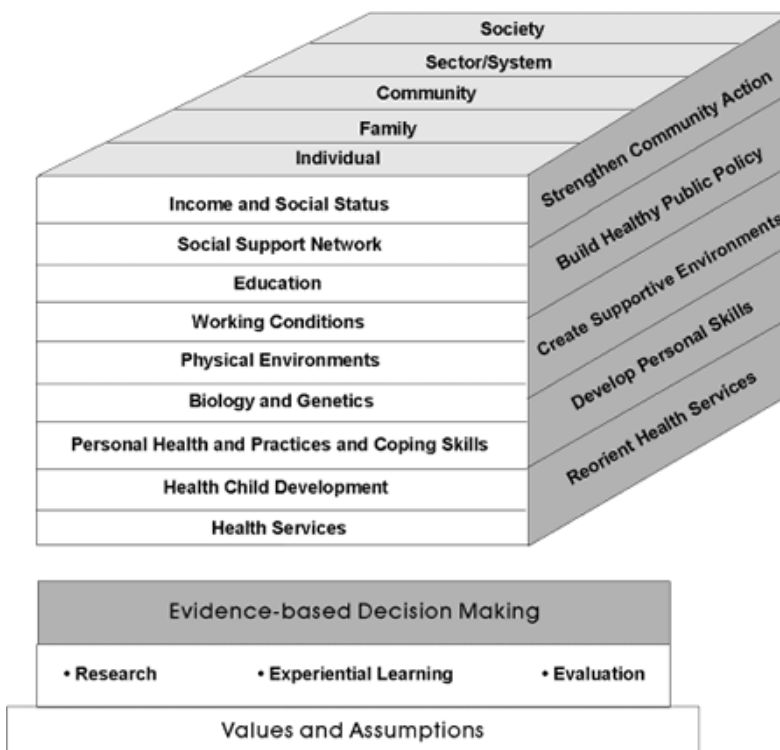 Society
Sector/System
Community
Family
Individual
Income and Social Status
Social Support Network
Education
Working Conditions
Physical Environments
Biology and Genetics
Personal Health and Practices and Coping Skills
Health Child Development
Health Services
Strengthen Community Action
Build Healthy Public Policy
Create Supportive Environments
Develop Personal Skills
Reorient Health Services
Evidence-based Decision Making
• Research • Experiential Learning • Evaluation
Values and Assumptions